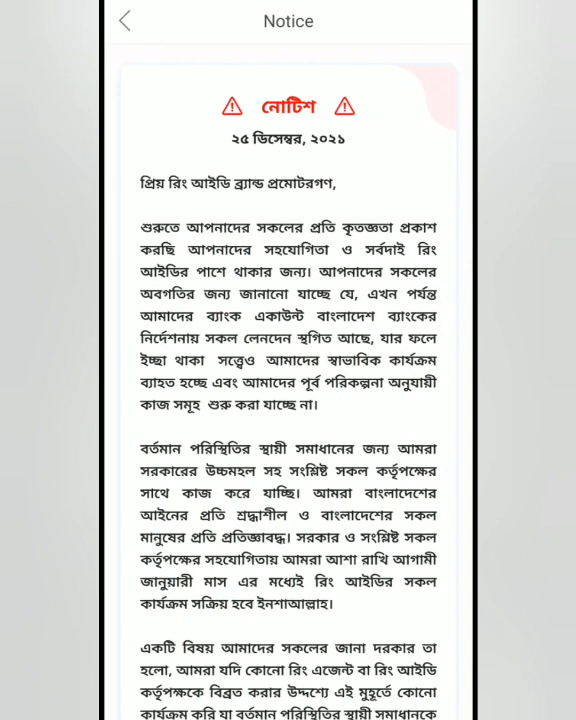 Notice
নোটিশ
২৫ ডিসেম্বর, ২০২১
প্রিয় রিং আইডি ব্র্যান্ড প্রমোটরগণ,
শুরুতে আপনাদের সকলের প্রতি কৃতজ্ঞতা প্রকাশ
করছি আপনাদের সহযোগিতা ও সর্বদাই রিং
আইডির পাশে থাকার জন্য। আপনাদের সকলের
অবগতির জন্য জানানো যাচ্ছে যে, এখন পর্যন্ত
আমাদের ব্যাংক একাউন্ট বাংলাদেশ ব্যাংকের
নির্দেশনায় সকল লেনদেন স্থগিত আছে, যার ফলে
ইচ্ছা থাকা সত্ত্বেও আমাদের স্বাভাবিক কার্যক্রম
ব্যাহত হচ্ছে এবং আমাদের পূর্ব পরিকল্পনা অনুযায়ী
কাজ সমূহ শুরু করা যাচ্ছে না।
বর্তমান পরিস্থিতির স্থায়ী সমাধানের জন্য আমরা
সরকারের উচ্চমহল সহ সংশ্লিষ্ট সকল কর্তৃপক্ষের
সাথে কাজ করে যাচ্ছি। আমরা বাংলাদেশের
আইনের প্রতি শ্রদ্ধাশীল ও বাংলাদেশের সকল
মানুষের প্রতি প্রতিজ্ঞাবদ্ধ। সরকার ও সংশ্লিষ্ট সকল
কর্তৃপক্ষের সহযোগিতায় আমরা আশা রাখি আগামী
জানুয়ারী মাস এর মধ্যেই রিং আইডির সকল
কার্যক্রম সক্রিয় হবে ইনশাআল্লাহ।
একটি বিষয় আমাদের সকলের জানা দরকার তা
হলো, আমরা যদি কোনো রিং এজেন্ট বা রিং আইডি
কর্তৃপক্ষকে বিব্রত করার উদ্দশ্যে এই মুহূর্তে কোনো
কার্যক্রম করি যা বর্তমান পরিস্থিতির স্থায়ী সমাধানকে